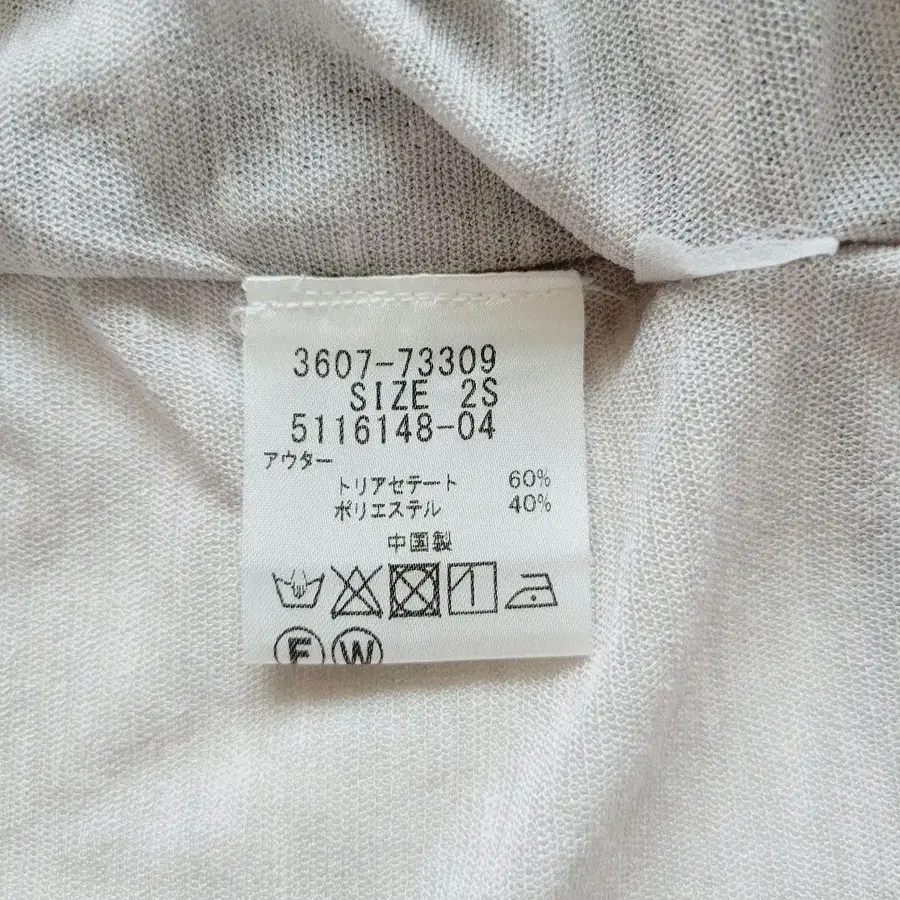 3607-73309
SIZE 2S
5116148-04
アウター
トリアセテート 60%
ポリエステル 40%
中国製
F W